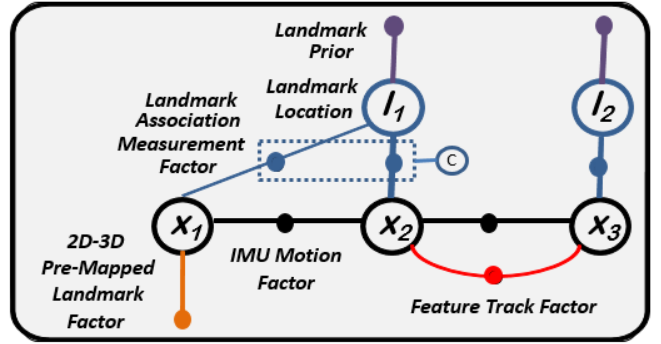 Landmark
Prior
Landmark
Location
l1
l2
Landmark
Association
Measurement
Factor
C
x1
x2
x3
2D-3D
Pre-Mapped
Landmark
Factor
IMU Motion
Factor
Feature Track Factor